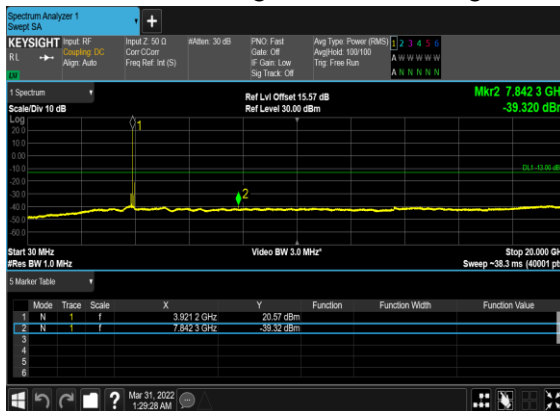 Spectrum Analyzer 1
Swept SA
KEYSIGHT Input: RF Input Z: 50 Ω #Atten: 30 dB PNO: Fast Avg Type: Power (RMS) 1 2 3 4 5 6
RL Coupling: DC Corr CCorr Gate: Off Avg|Hold: 100/100 A W W W W W
Align: Auto Freq Ref: Int (S) IF Gain: Low Trig: Free Run
Sig Track: Off A N N N N N
1 Spectrum Ref Lvl Offset 15.57 dB Mkr2 7.842 3 GH
Scale/Div 10 dB Ref Level 30.00 dBm -39.320 dBr
Log
20.0
10.0
0.00
-10.0
DL1 -13.00 dB
-20.0
-30.0
-40.0
-50.0
-60.0
1
2
Start 30 MHz Video BW 3.0 MHz* Stop 20.000 GH
#Res BW 1.0 MHz Sweep ~38.3 ms (40001 pt
5 Marker Table
Mode Trace Scale X Y Function Function Width Function Value
1 N 1 f 3.921 2 GHz 20.57 dBm
2 N 1 f 7.842 3 GHz -39.32 dBm
3
4
5
6
? Mar 31, 2022
1:29:28 AM